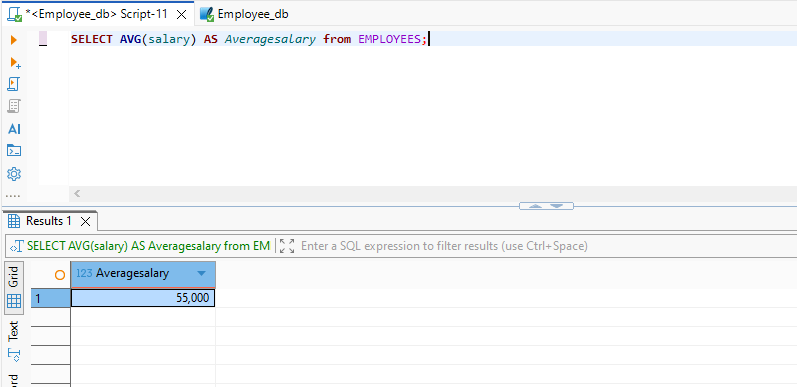 *<Employee_db> Script-11
Employee_db
SELECT AVG(salary) AS Averagesalary from EMPLOYEES;
AI
Results 1
SELECT AVG(salary) AS Averagesalary from EM
Enter a SQL expression to filter results (use Ctrl+Space)
Grid
123 Averagesalary
1
55,000
Text